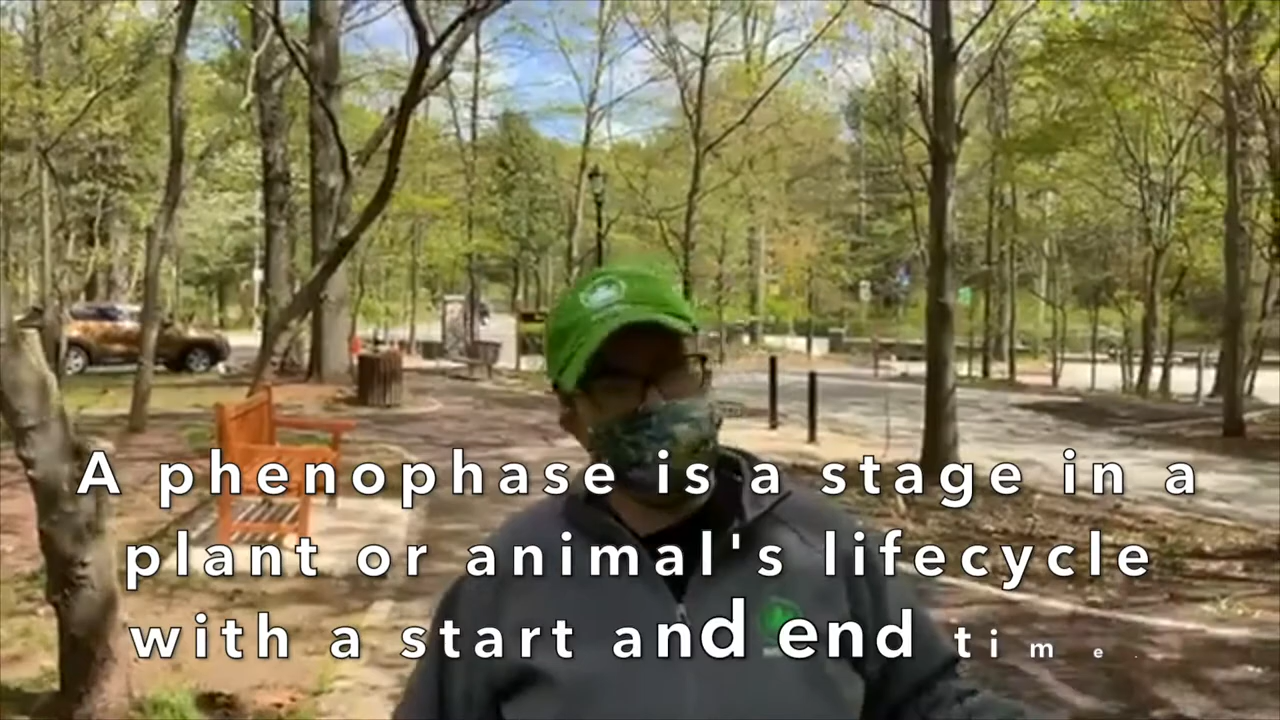 A phenophase is a stage in a
plant or animal's lifecycle
with a start and end time.